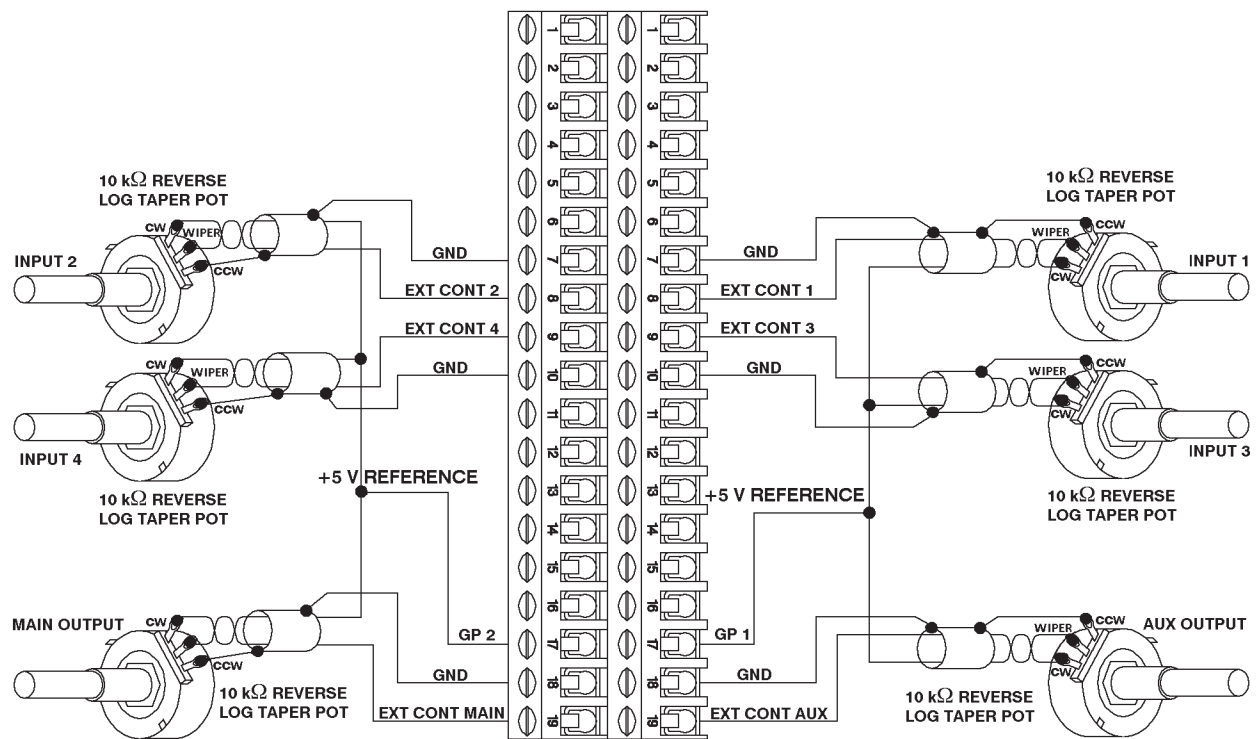 1 1
2 2
3 3
4 4
5 5
6 6
7 7
8 8
9 9
10 10
11 11
12 12
13 13
14 14
15 15
16 16
17 17
18 18
19 19
10 kΩ REVERSE
LOG TAPER POT
CW
WIPER
CCW
INPUT 2
GND
EXT CONT 2
EXT CONT 4
GND
CW
WIPER
CCW
INPUT 4
10 kΩ REVERSE
LOG TAPER POT
+5 V REFERENCE
MAIN OUTPUT
CW
CCW
10 kΩ REVERSE
LOG TAPER POT
GP 2
GND
EXT CONT MAIN
10 kΩ REVERSE
LOG TAPER POT
CCW
WIPER
CW
INPUT 1
GND
EXT CONT 1
EXT CONT 3
GND
CCW
WIPER
CW
INPUT 3
10 kΩ REVERSE
LOG TAPER POT
+5 V REFERENCE
GP 1
GND
EXT CONT AUX
WIPER
CCW
CW
AUX OUTPUT
10 kΩ REVERSE
LOG TAPER POT